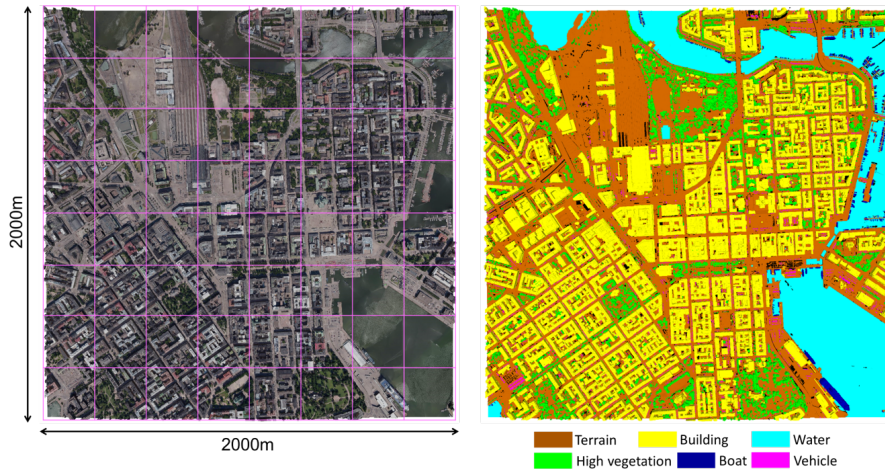 2000m
2000m
Terrain
Building
Water
High vegetation
Boat
Vehicle